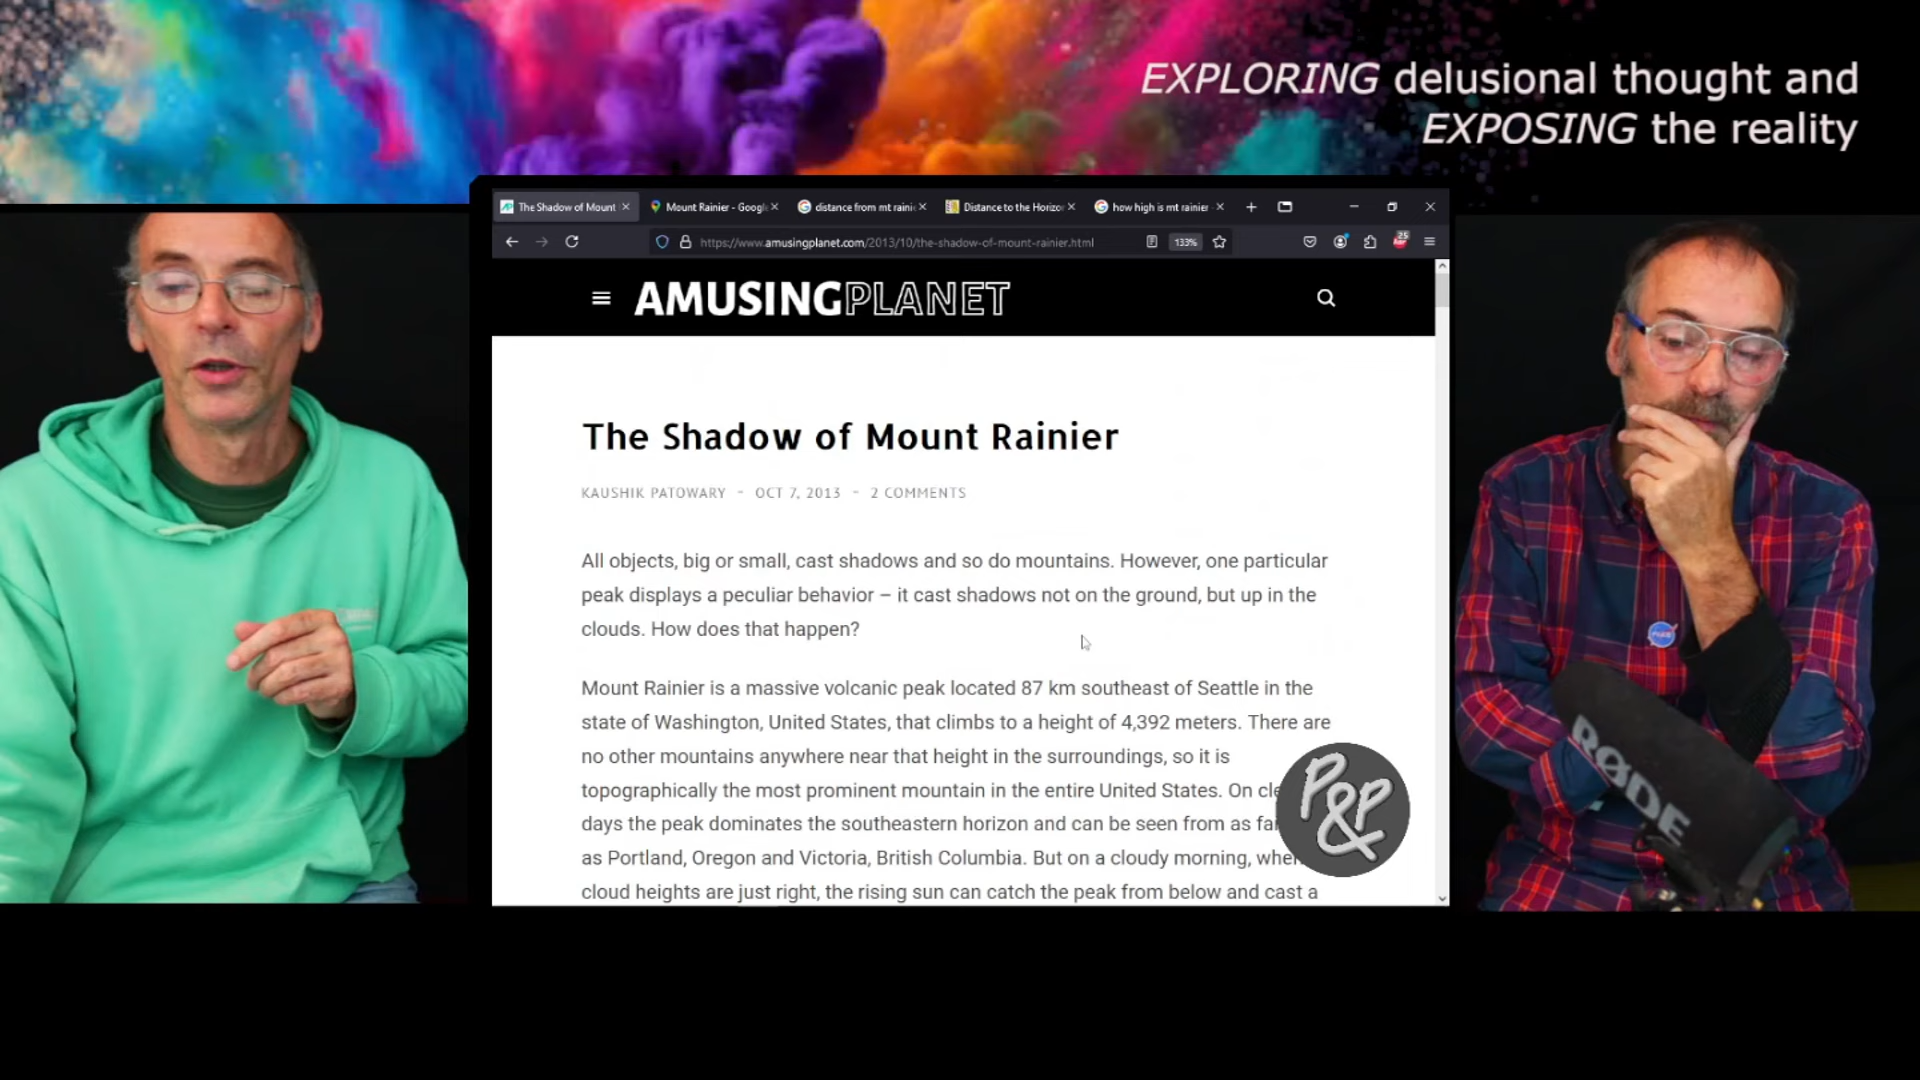 EXPLORING delusional thought and
EXPOSING the reality
The Shadow of Mount
Mount Rainier - Google
distance from mt raini
Distance to the Horizo
how high is mt rainier -
https://www.amusingplanet.com/2013/10/the-shadow-of-mount-rainier.html
133%
25
AMUSINGPLANET
The Shadow of Mount Rainier
KAUSHIK PATOWARY - OCT 7, 2013 - 2 COMMENTS
All objects, big or small, cast shadows and so do mountains. However, one particular
peak displays a peculiar behavior – it cast shadows not on the ground, but up in the
clouds. How does that happen?
Mount Rainier is a massive volcanic peak located 87 km southeast of Seattle in the
state of Washington, United States, that climbs to a height of 4,392 meters. There are
no other mountains anywhere near that height in the surroundings, so it is
topographically the most prominent mountain in the entire United States. On cle
days the peak dominates the southeastern horizon and can be seen from as fa
as Portland, Oregon and Victoria, British Columbia. But on a cloudy morning, when
cloud heights are just right, the rising sun can catch the peak from below and cast a
P&P
RØDE